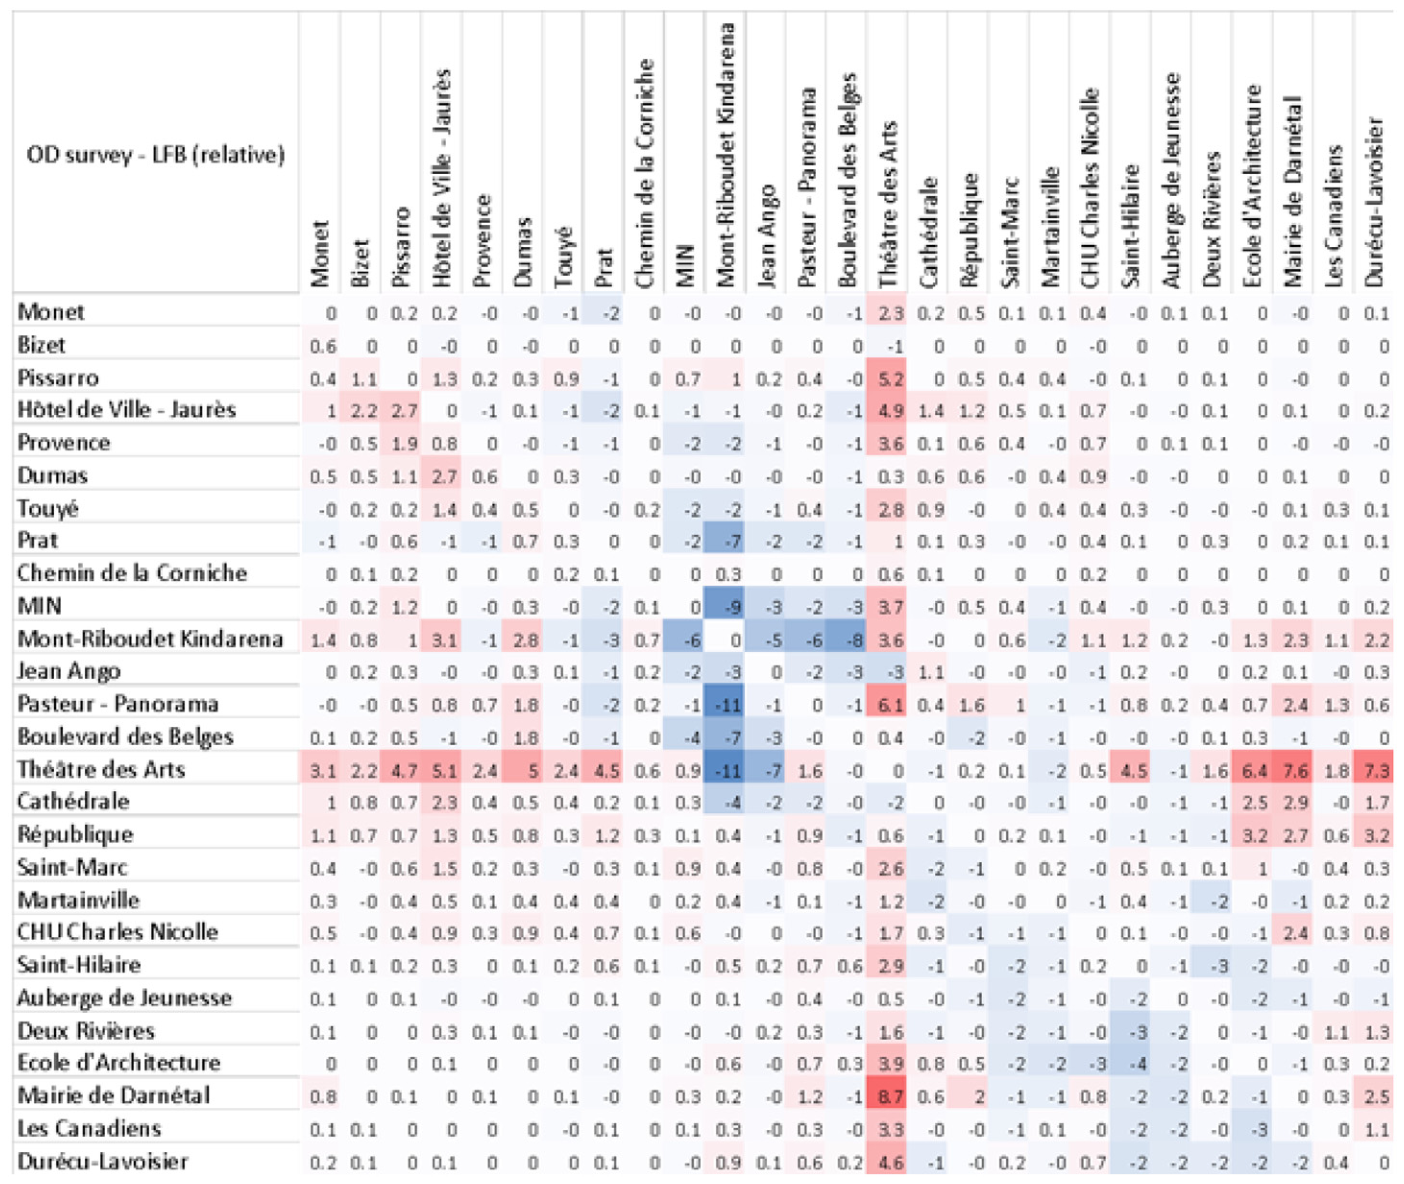 OD survey - LFB (relative) Monet Bizet Pissarro Hôtel de Ville - Jaurès Provence Dumas Touyé Prat Chemin de la Corniche MIN Mont-Riboudet Kindarena Jean Ango Pasteur - Panorama Boulevard des Belges Théâtre des Arts Cathédrale République Saint-Marc Martainville CHU Charles Nicolle Saint-Hilaire Auberge de Jeunesse Deux Rivières Ecole d'Architecture Mairie de Darnétal Les Canadiens Durécu-Lavoisier
Monet 0 0 0.2 0.2 -0 -0 -1 -2 0 -0 -0 -0 -0 -1 2.3 0.2 0.5 0.1 0.1 0.4 -0 0.1 0.1 0 -0 0 0.1
Bizet 0.6 0 0 -0 0 -0 0 0 0 0 0 0 0 0 -1 0 0 0 0 -0 0 0 0 0 0 0 0
Pissarro 0.4 1.1 0 1.3 0.2 0.3 0.9 -1 0 0.7 1 0.2 0.4 -0 5.2 0 0.5 0.4 0.4 -0 0.1 0 0.1 0 -0 0 0
Hôtel de Ville - Jaurès 1 2.2 2.7 0 -1 0.1 -1 -2 0.1 -1 -1 -0 0.2 -1 4.9 1.4 1.2 0.5 0.1 0.7 -0 -0 0.1 0 0.1 0 0.2
Provence -0 0.5 1.9 0.8 0 -0 -1 -1 0 -2 -2 -1 -0 -1 3.6 0.1 0.6 0.4 -0 0.7 0 0.1 0.1 0 -0 -0 -0
Dumas 0.5 0.5 1.1 2.7 0.6 0 0.3 -0 0 -0 -0 -0 -0 -1 0.3 0.6 0.6 -0 0.4 0.9 -0 0 0 0 0.1 0 0
Touyé -0 0.2 0.2 1.4 0.4 0.5 0 -0 0.2 -2 -2 -1 0.4 -1 2.8 0.9 -0 0 0.4 0.4 0.3 -0 -0 -0 0.1 0.3 0.1
Prat -1 -0 0.6 -1 -1 0.7 0.3 0 0 -2 -7 -2 -2 -1 1 0.1 0.3 -0 -0 0.4 0.1 0 0.3 0 0.2 0.1 0.1
Chemin de la Corniche 0 0.1 0.2 0 0 0 0.2 0.1 0 0 0.3 0 0 0 0.6 0.1 0 0 0 0.2 0 0 0 0 0 0 0
MIN -0 0.2 1.2 0 -0 0.3 -0 -2 0.1 0 -9 -3 -2 -3 3.7 -0 0.5 0.4 -1 0.4 -0 -0 0.3 0 0.1 0 0.2
Mont-Riboudet Kindarena 1.4 0.8 1 3.1 -1 2.8 -1 -3 0.7 -6 0 -5 -6 -8 3.6 -0 0 0.6 -2 1.1 1.2 0.2 -0 1.3 2.3 1.1 2.2
Jean Ango 0 0.2 0.3 -0 -0 0.3 0.1 -1 0.2 -2 -3 0 -2 -3 -3 1.1 -0 -0 -0 -1 0.2 -0 0 0.2 0.1 -0 0.3
Pasteur - Panorama -0 -0 0.5 0.8 0.7 1.8 -0 -2 0.2 -1 -11 -1 0 -1 6.1 0.4 1.6 1 -1 -1 0.8 0.2 0.4 0.7 2.4 1.3 0.6
Boulevard des Belges 0.1 0.2 0.5 -1 -0 1.8 -0 -1 0 -4 -7 -3 -0 0 0.4 -0 -2 -0 -1 -0 -0 -0 0.1 0.3 -1 -0 0
Théâtre des Arts 3.1 2.2 4.7 5.1 2.4 5 2.4 4.5 0.6 0.9 -11 -7 1.6 -0 0 -1 0.2 0.1 -2 0.5 4.5 -1 1.6 6.4 7.6 1.8 7.3
Cathédrale 1 0.8 0.7 2.3 0.4 0.5 0.4 0.2 0.1 0.3 -4 -2 -2 -0 -2 0 -0 -0 -1 -0 -0 -1 -1 2.5 2.9 -0 1.7
République 1.1 0.7 0.7 1.3 0.5 0.8 0.3 1.2 0.3 0.1 0.4 -1 0.9 -1 0.6 -1 0 0.2 0.1 -0 -1 -1 -1 3.2 2.7 0.6 3.2
Saint-Marc 0.4 -0 0.6 1.5 0.2 0.3 -0 0.3 0.1 0.9 0.4 -0 0.8 -0 2.6 -2 -1 0 0.2 -0 0.5 0.1 0.1 1 -0 0.4 0.3
Martainville 0.3 -0 0.4 0.5 0.1 0.4 0.4 0.4 0 0.2 0.4 -1 0.1 -1 1.2 -2 -0 -0 0 -1 0.4 -1 -2 -0 -1 0.2 0.2
CHU Charles Nicolle 0.5 -0 0.4 0.9 0.3 0.9 0.4 0.7 0.1 0.6 -0 0 -0 -1 1.7 0.3 -1 -1 -1 0 0.1 -0 -0 -1 2.4 0.3 0.8
Saint-Hilaire 0.1 0.1 0.2 0.3 0 0.1 0.2 0.6 0.1 -0 0.5 0.2 0.7 0.6 2.9 -1 -0 -2 -1 0.2 0 -1 -3 -2 -0 -0 -0
Auberge de Jeunesse 0.1 0 0.1 -0 -0 -0 0 0.1 0 0 0.1 -0 0.4 -0 0.5 -0 -1 -2 -1 -0 -2 0 -0 -2 -1 -0 -1
Deux Rivières 0.1 0 0 0.3 0.1 0.1 -0 -0 0 -0 -0 0.2 0.3 -1 1.6 -1 -0 -2 -1 -0 -3 -2 0 -1 -0 1.1 1.3
Ecole d'Architecture 0 0 0 0.1 0 0 0 -0 0 -0 0.6 -0 0.7 0.3 3.9 0.8 0.5 -2 -2 -3 -4 -2 -0 0 -1 0.3 0.2
Mairie de Darnétal 0.8 0 0.1 0 0.1 0 0.1 -0 0 0.3 0.2 -0 1.2 -1 8.7 0.6 2 -1 -1 0.8 -2 -2 0.2 -1 0 0.3 2.5
Les Canadiens 0.1 0.1 0 0 0 0 -0 0.1 0 0.1 0.3 -0 0.3 -0 3.3 -0 -0 -1 0.1 -0 -2 -2 -0 -3 -0 0 1.1
Durécu-Lavoisier 0.2 0.1 0 0.1 0 0 0 0.1 0 -0 0.9 0.1 0.6 0.2 4.6 -1 -0 0.2 -0 0.7 -2 -2 -2 -2 -2 0.4 0